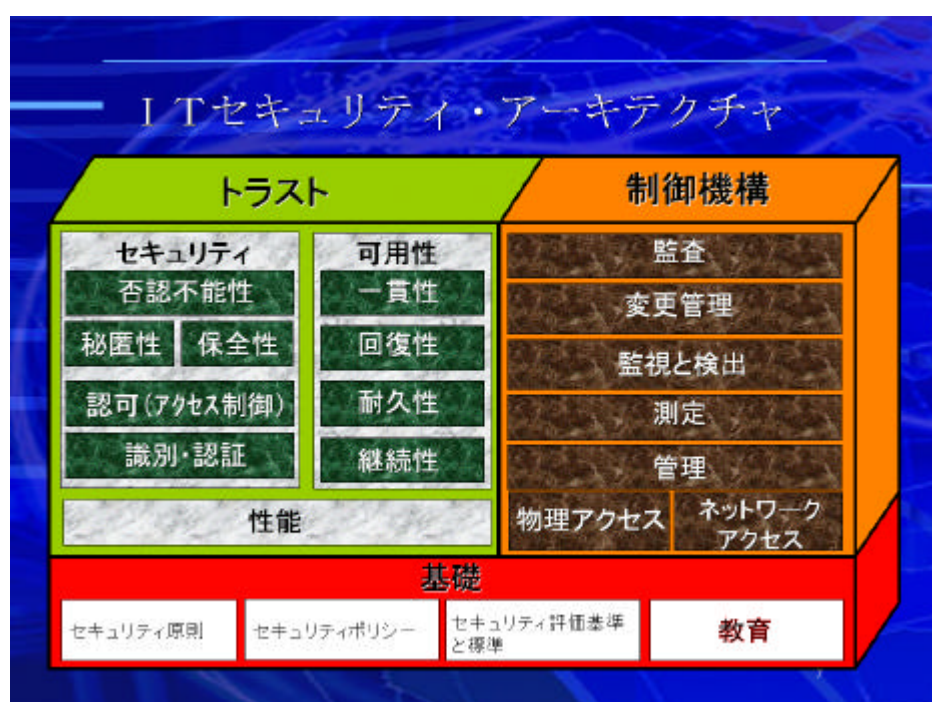 ITセキュリティ・アーキテクチャ
トラスト
制御機構
セキュリティ
否認不能性
秘匿性
保全性
認可(アクセス制御)
識別・認証
可用性
一貫性
回復性
耐久性
継続性
性能
監査
変更管理
監視と検出
測定
管理
物理アクセス
ネットワーク
アクセス
基礎
セキュリティ原則
セキュリティポリシー
セキュリティ評価基準
と標準
教育